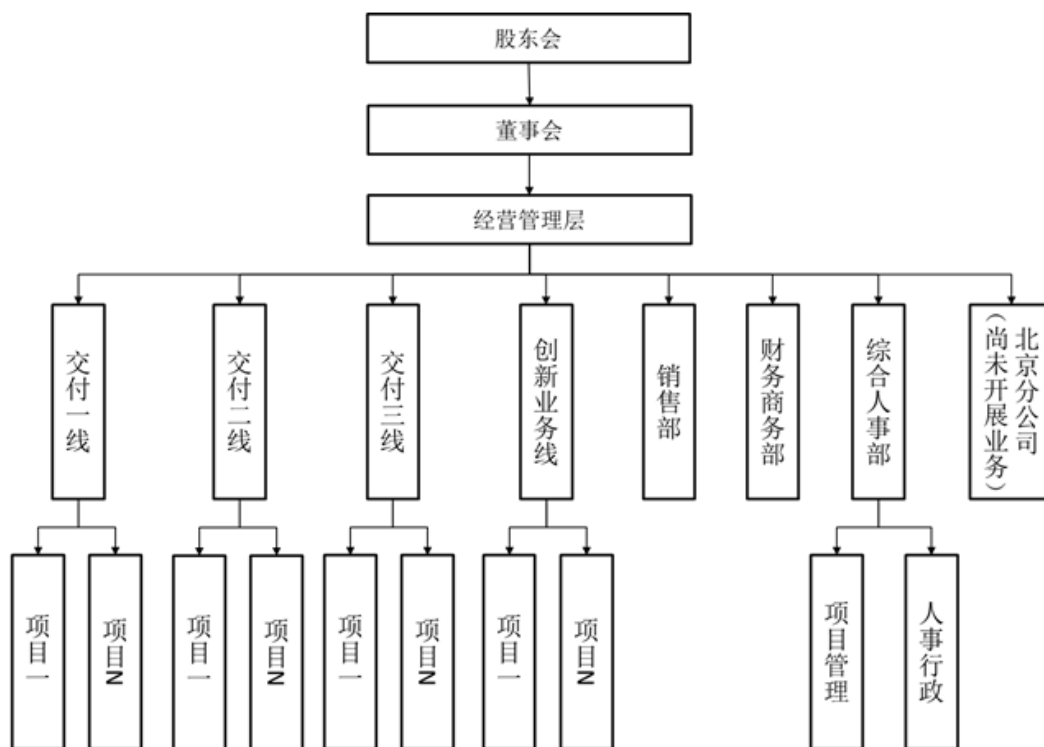 股东会
董事会
经营管理层
交付一线
交付二线
交付三线
创新业务线
销售部
财务商务部
综合人事部
北京分公司
（尚未开展业务）
项目一
项目N
项目一
项目N
项目一
项目N
项目一
项目N
项目管理
人事行政